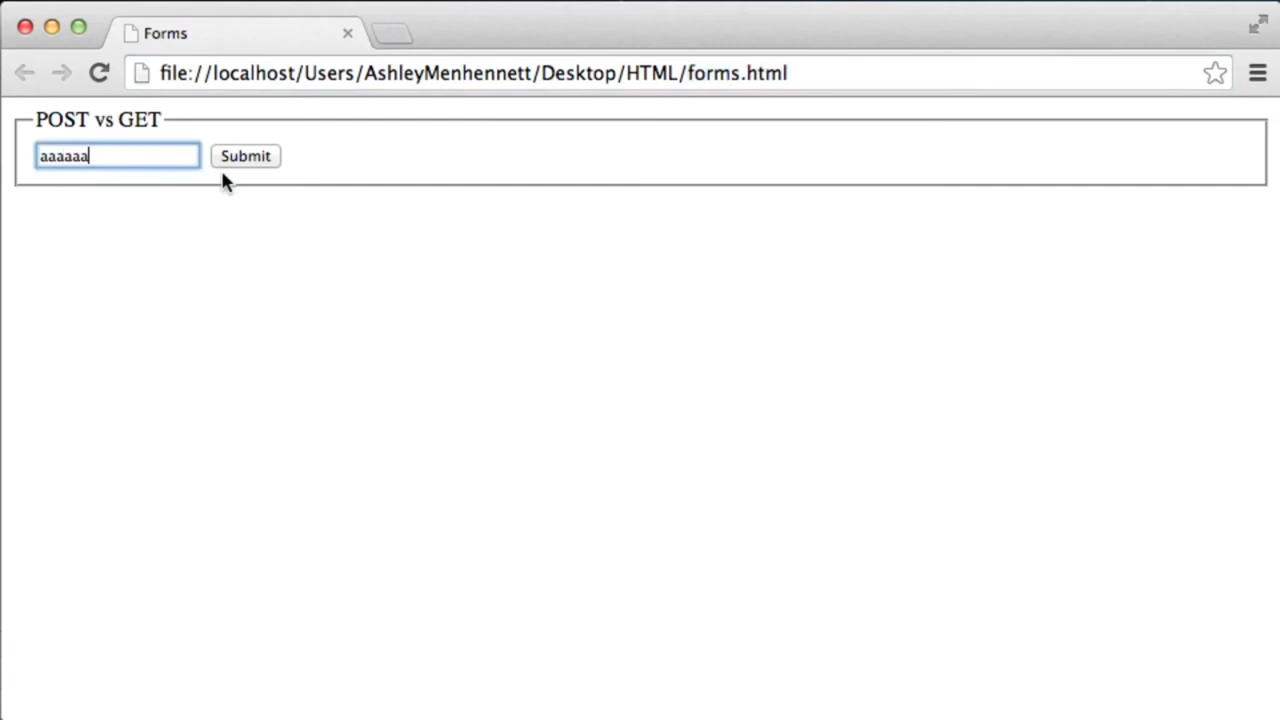 Forms
file://localhost/Users/AshleyMenhennett/Desktop/HTML/forms.html
POST vs GET
aaaaaa Submit